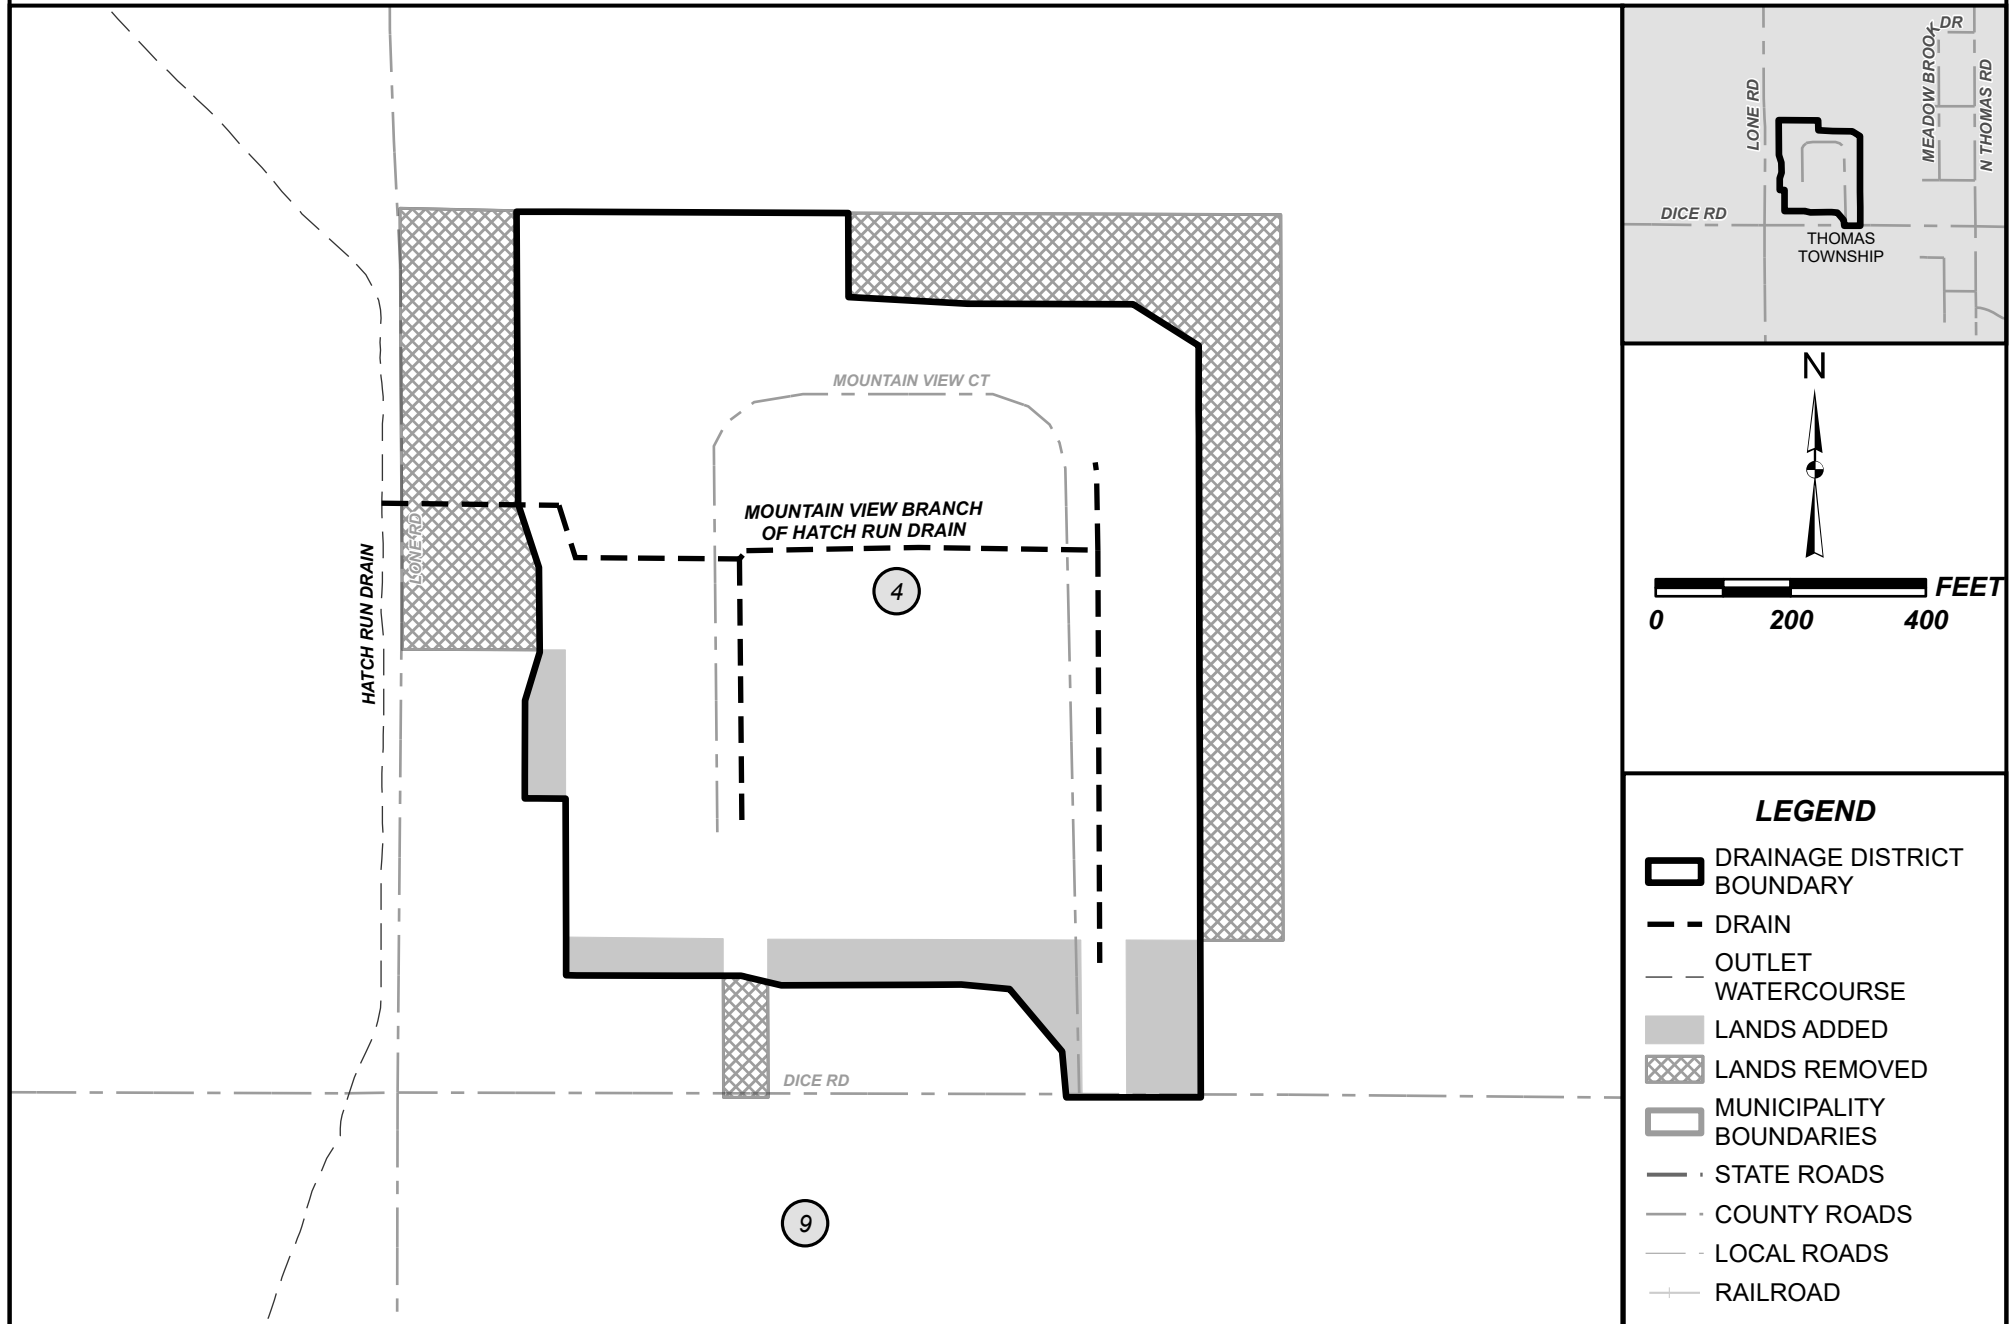 MOUNTAIN VIEW CT
MOUNTAIN VIEW BRANCH
OF HATCH RUN DRAIN
4
HATCH RUN DRAIN
LONE RD
DICE RD
9
MEADOWBROOK DR
N THOMAS RD
LONE RD
DICE RD
THOMAS
TOWNSHIP
N
FEET
0 200 400
LEGEND
DRAINAGE DISTRICT
BOUNDARY
DRAIN
OUTLET
WATERCOURSE
LANDS ADDED
LANDS REMOVED
MUNICIPALITY
BOUNDARIES
STATE ROADS
COUNTY ROADS
LOCAL ROADS
RAILROAD